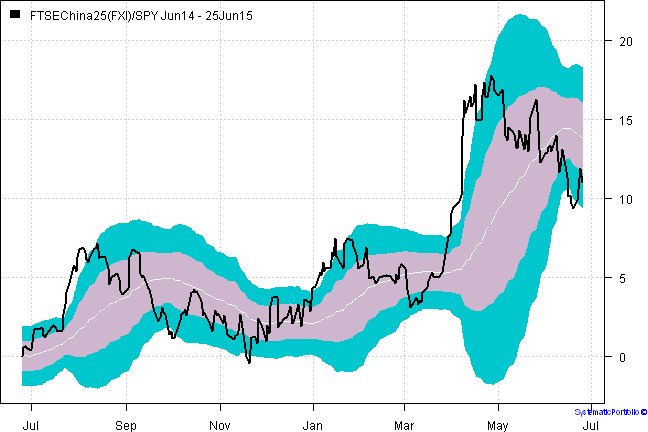 FTSEChina25(FXI)/SPY Jun14 - 25Jun15
20
15
10
5
0
Jul Sep Nov Jan Mar May Jul
SystematicPortfolio ©